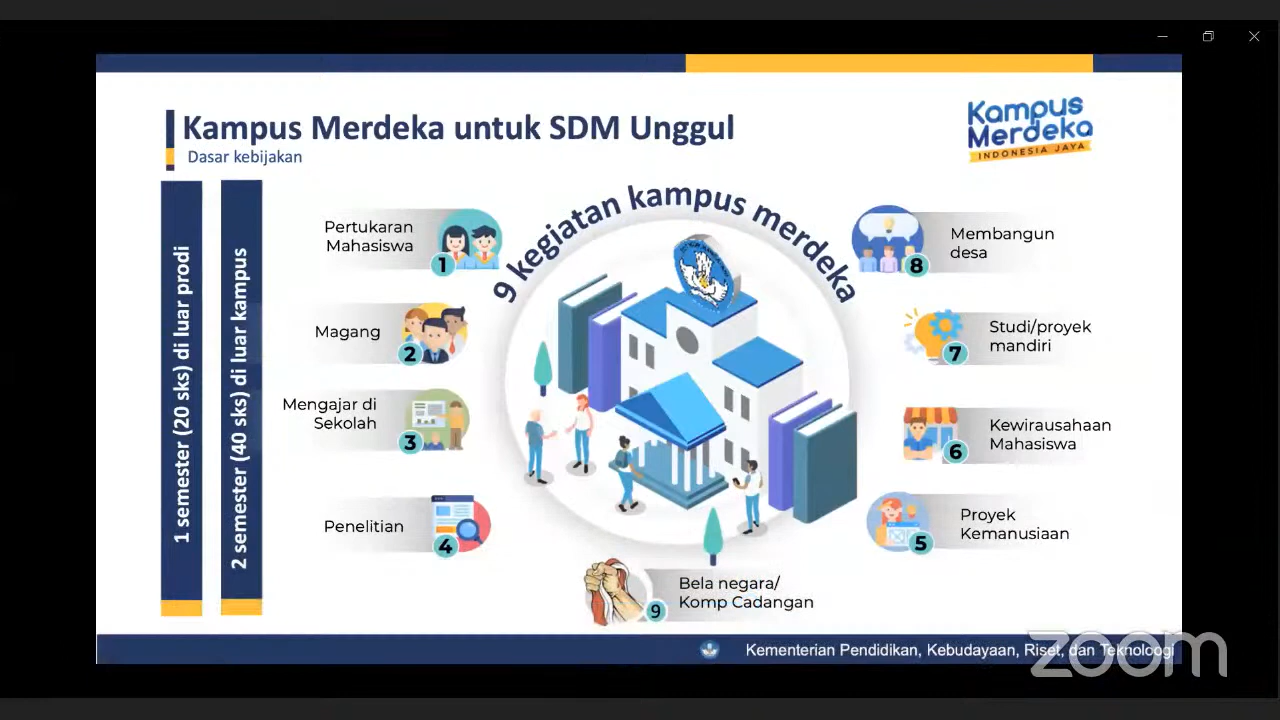 Kampus Merdeka untuk SDM Unggul
Dasar kebijakan
Kampus
Merdeka
INDONESIA JAYA
1 semester (20 sks) di luar prodi
2 semester (40 sks) di luar kampus
9 kegiatan kampus merdeka
Pertukaran
Mahasiswa
1
Magang
2
Mengajar di
Sekolah
3
Penelitian
4
Proyek
Kemanusiaan
5
Kewirausahaan
Mahasiswa
6
Studi/proyek
mandiri
7
Membangun
desa
8
Bela negara/
Komp Cadangan
9
Kementerian Pendidikan, Kebudayaan, Riset, dan Teknoloogi
zoom